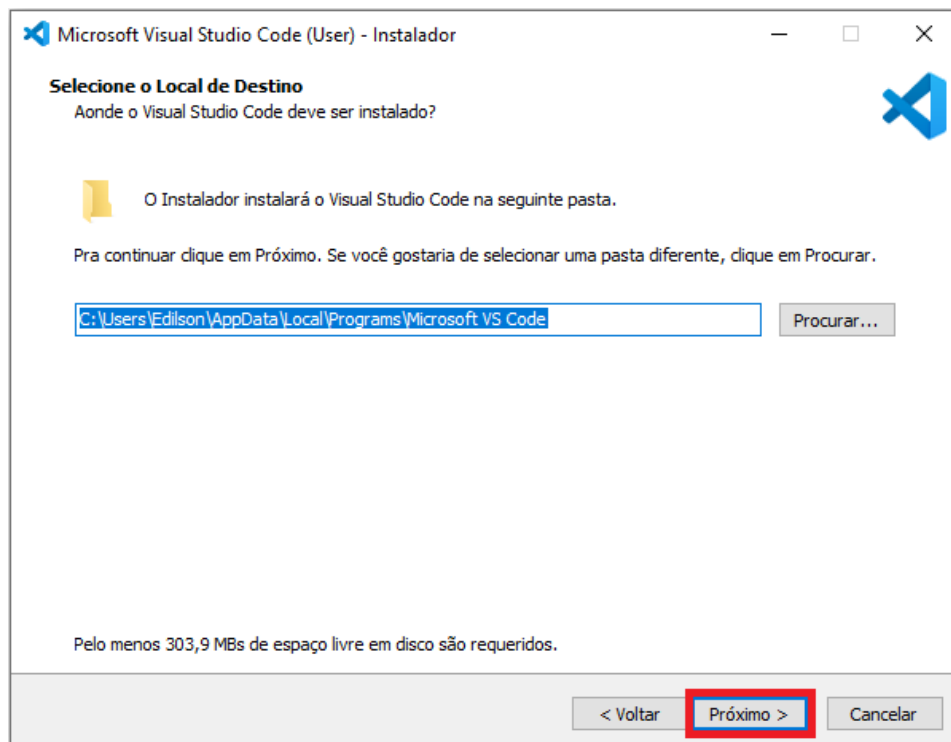 Microsoft Visual Studio Code (User) - Instalador
Selecione o Local de Destino
Aonde o Visual Studio Code deve ser instalado?
O Instalador instalará o Visual Studio Code na seguinte pasta.
Pra continuar clique em Próximo. Se você gostaria de selecionar uma pasta diferente, clique em Procurar.
C:\Users\Edilson\AppData\Local\Programs\Microsoft VS Code
Procurar...
Pelo menos 303,9 MBs de espaço livre em disco são requeridos.
< Voltar
Próximo >
Cancelar